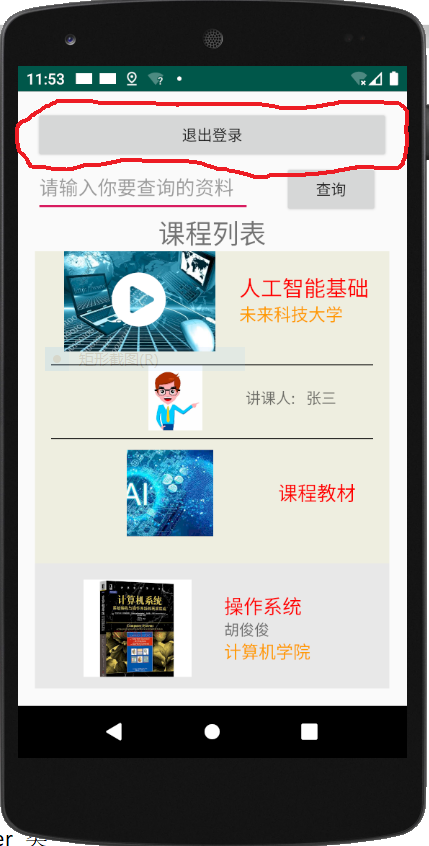 11:53
退出登录
请输入你要查询的资料
查询
课程列表
人工智能基础
未来科技大学
矩形截图(R)
讲课人：张三
AI
课程教材
计算机系统
操作系统
胡俊俊
计算机学院
er 类